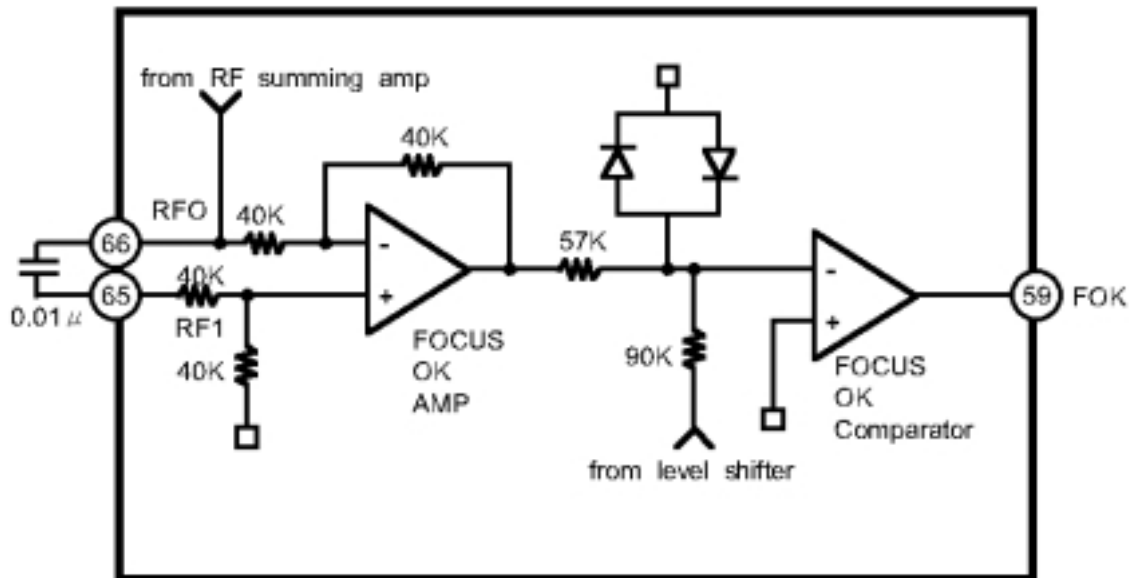 from RF summing amp
40K
RFO
40K
66
-
57K
-
40K
65
+
59
FOK
0.01μ
RF1
FOCUS
OK
AMP
40K
90K
+
FOCUS
OK
Comparator
from level shifter